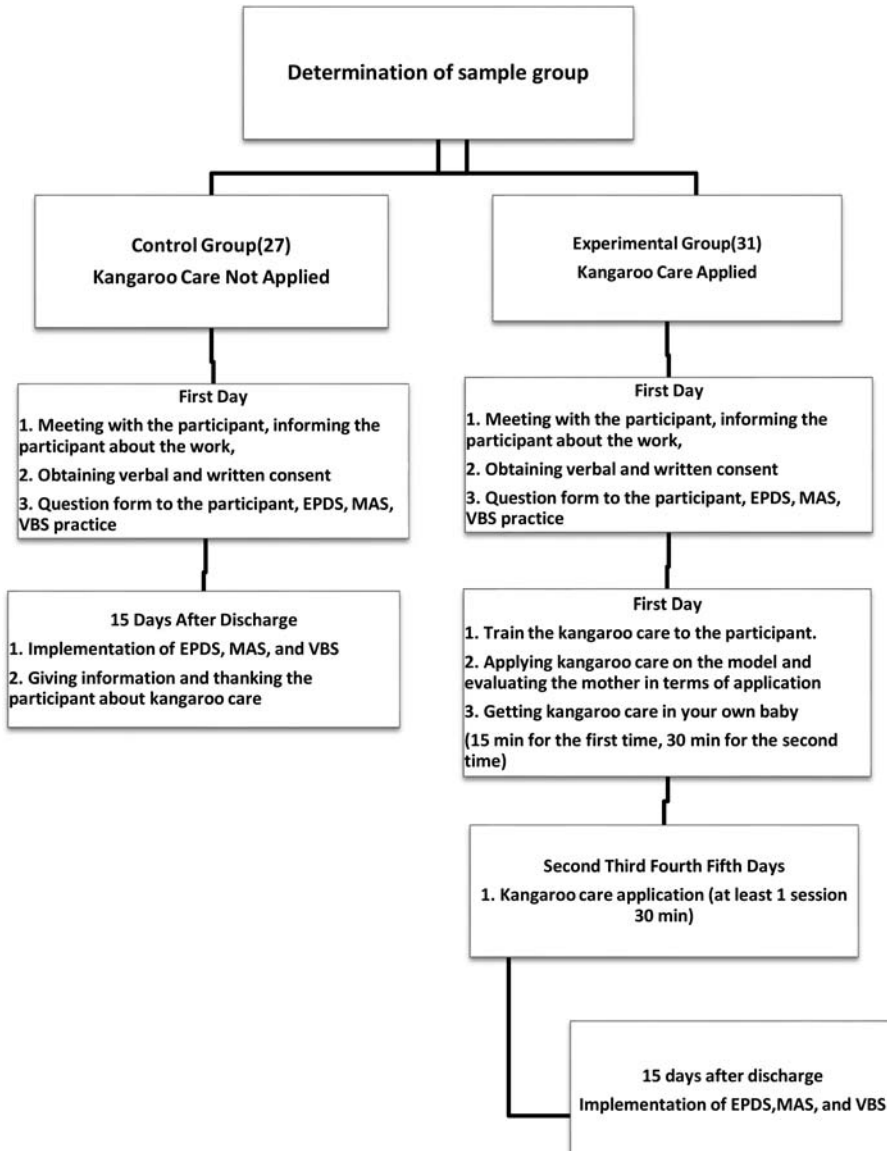 Determination of sample group
Control Group(27)
Kangaroo Care Not Applied
Experimental Group(31)
Kangaroo Care Applied
First Day
1. Meeting with the participant, informing the
participant about the work,
2. Obtaining verbal and written consent
3. Question form to the participant, EPDS, MAS,
VBS practice
First Day
1. Meeting with the participant, informing the
participant about the work,
2. Obtaining verbal and written consent
3. Question form to the participant, EPDS, MAS,
VBS practice
15 Days After Discharge
1. Implementation of EPDS, MAS, and VBS
2. Giving information and thanking the
participant about kangaroo care
First Day
1. Train the kangaroo care to the participant.
2. Applying kangaroo care on the model and
evaluating the mother in terms of application
3. Getting kangaroo care in your own baby
(15 min for the first time, 30 min for the second
time)
Second Third Fourth Fifth Days
1. Kangaroo care application (at least 1 session
30 min)
15 days after discharge
Implementation of EPDS,MAS, and VBS